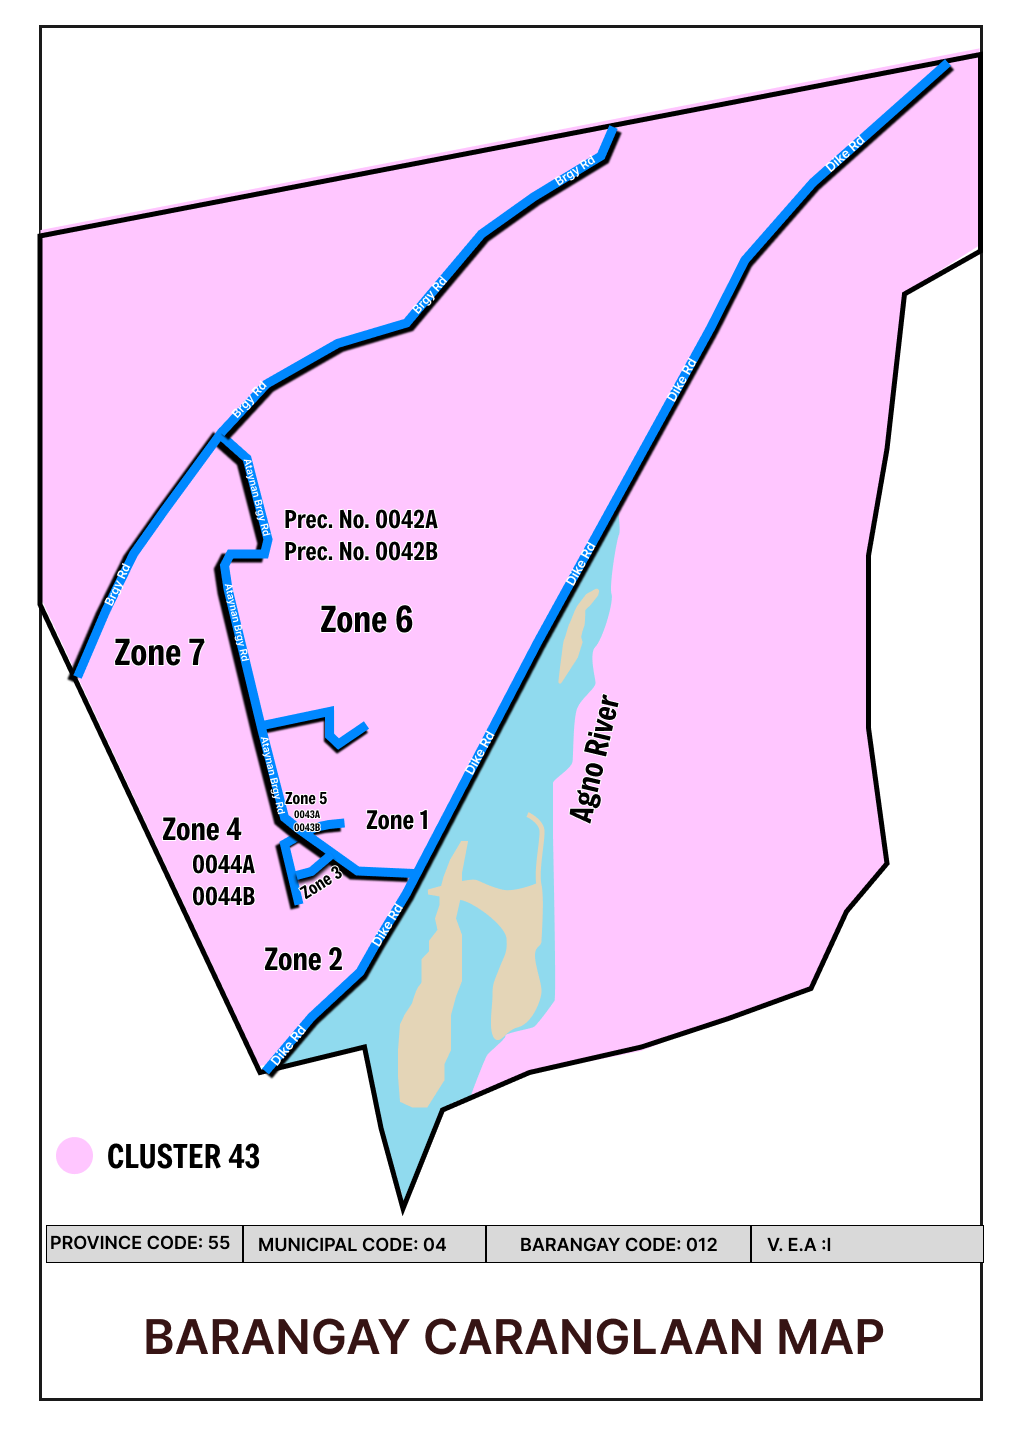 Dike Rd
Brgy Rd
Brgy Rd
Dike Rd
Brgy Rd
Ataynan Brgy Rd
Prec. No. 0042A
Prec. No. 0042B
Dike Rd
Brgy Rd
Ataynan Brgy Rd
Zone 6
Zone 7
Agno River
Dike Rd
Ataynan Brgy Rd
Zone 5
0043A
0043B
Zone 1
Zone 4
0044A
0044B
Zone 3
Dike Rd
Zone 2
Dike Rd
CLUSTER 43
PROVINCE CODE: 55
MUNICIPAL CODE: 04
BARANGAY CODE: 012
V. E.A :I
BARANGAY CARANGLAAN MAP